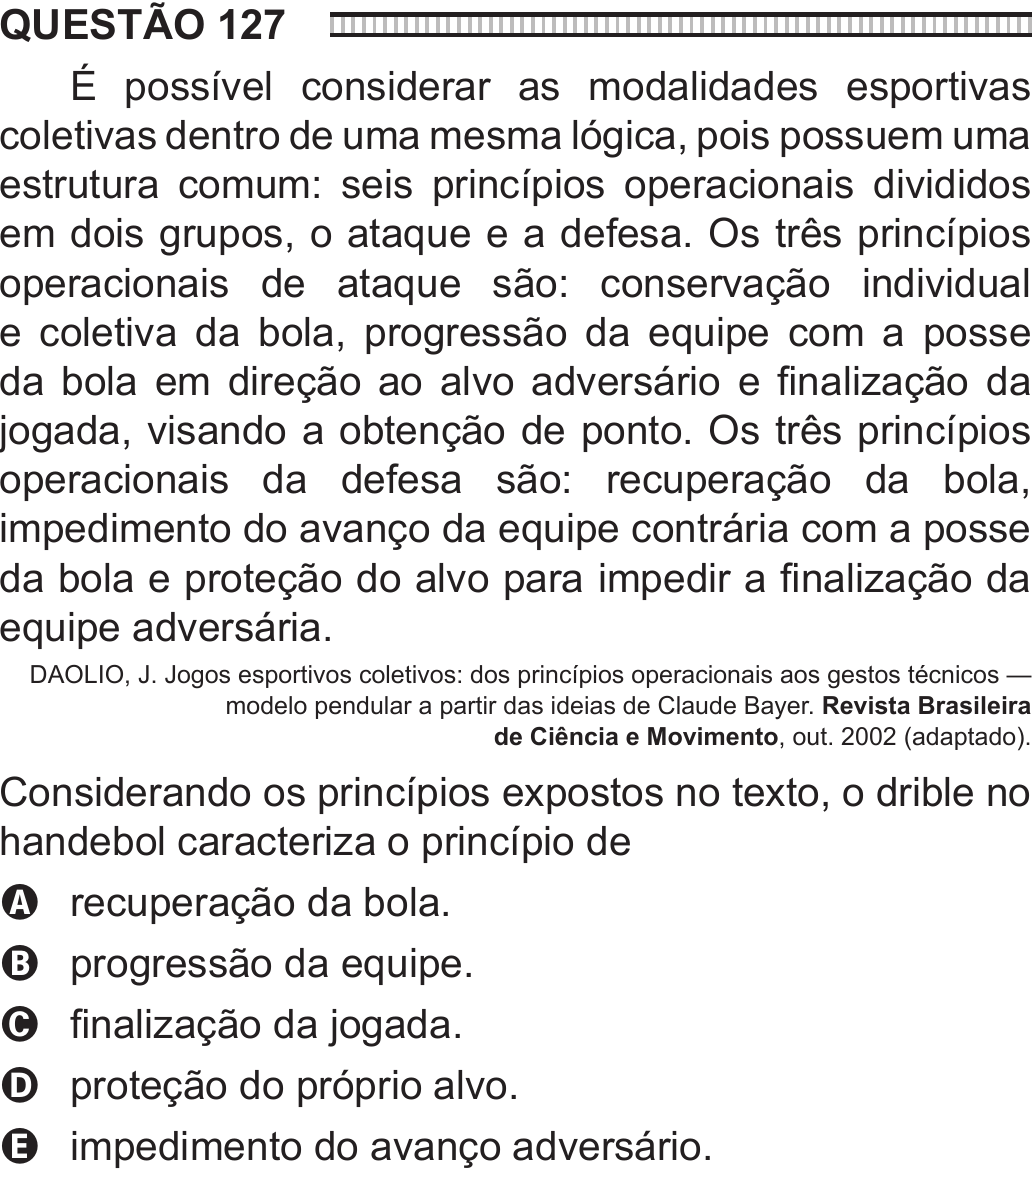 QUESTÃO 127
É possível considerar as modalidades esportivas
coletivas dentro de uma mesma lógica, pois possuem uma
estrutura comum: seis princípios operacionais divididos
em dois grupos, o ataque e a defesa. Os três princípios
operacionais de ataque são: conservação individual
e coletiva da bola, progressão da equipe com a posse
da bola em direção ao alvo adversário e finalização da
jogada, visando a obtenção de ponto. Os três princípios
operacionais da defesa são: recuperação da bola,
impedimento do avanço da equipe contrária com a posse
da bola e proteção do alvo para impedir a finalização da
equipe adversária.
DAOLIO, J. Jogos esportivos coletivos: dos princípios operacionais aos gestos técnicos —
modelo pendular a partir das ideias de Claude Bayer. Revista Brasileira
de Ciência e Movimento, out. 2002 (adaptado).
Considerando os princípios expostos no texto, o drible no
handebol caracteriza o princípio de
A recuperação da bola.
B progressão da equipe.
C finalização da jogada.
D proteção do próprio alvo.
E impedimento do avanço adversário.